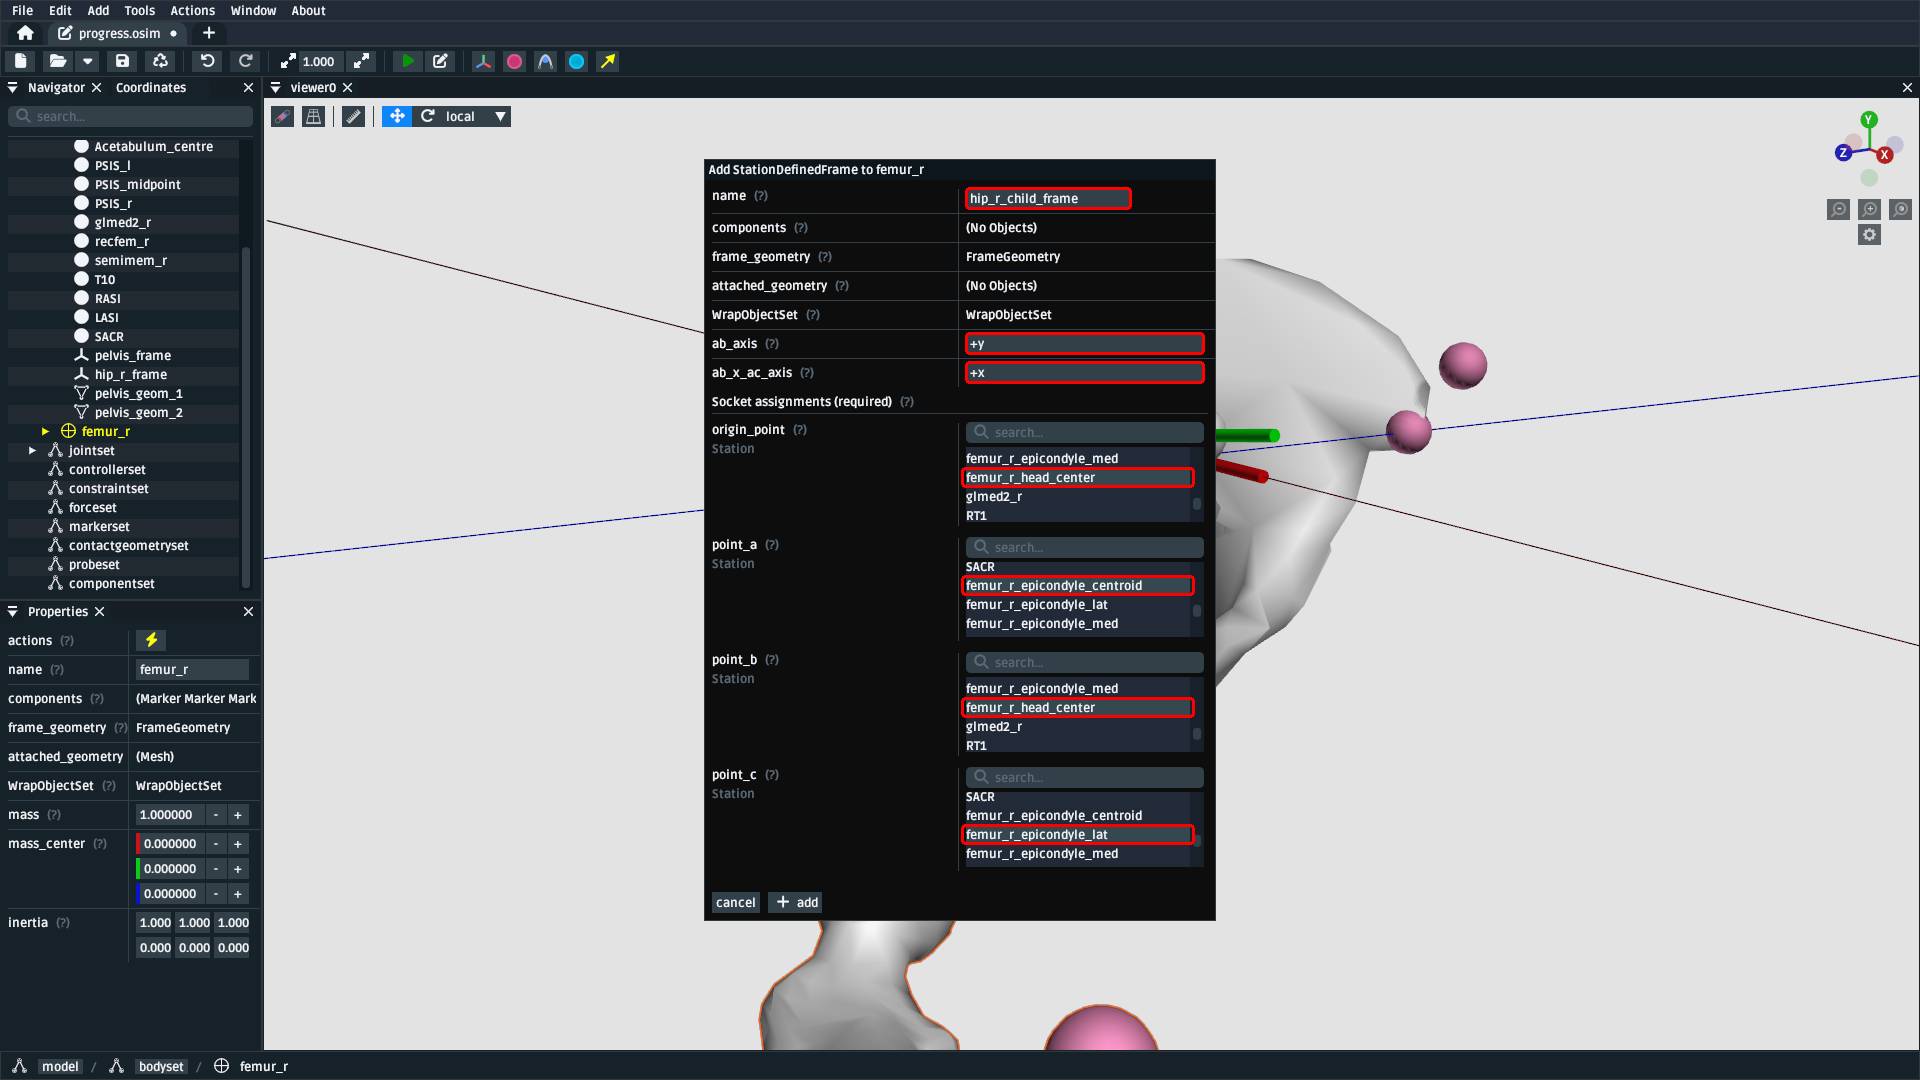 File Edit Add Tools Actions Window About
progress.osim
1.000
Navigator Coordinates
search...
Acetabulum_centre
PSIS_l
PSIS_midpoint
PSIS_r
glmed2_r
recfem_r
semimem_r
T10
RASI
LASI
SACR
pelvis_frame
hip_r_frame
pelvis_geom_1
pelvis_geom_2
femur_r
jointset
controllerset
constraintset
forceset
markerset
contactgeometryset
probeset
componentset
Properties
actions (?)
name (?) femur_r
components (?) (Marker Marker Mark
frame_geometry (?) FrameGeometry
attached_geometry (Mesh)
WrapObjectSet (?) WrapObjectSet
mass (?) 1.000000 - +
mass_center (?) 0.000000 - +
0.000000 - +
0.000000 - +
inertia (?) 1.000 1.000 1.000
0.000 0.000 0.000
viewer0
local
Y
Z
X
Add StationDefinedFrame to femur_r
name (?) hip_r_child_frame
components (?) (No Objects)
frame_geometry (?) FrameGeometry
attached_geometry (?) (No Objects)
WrapObjectSet (?) WrapObjectSet
ab_axis (?) +y
ab_x_ac_axis (?) +x
Socket assignments (required) (?)
origin_point (?)
Station
search...
femur_r_epicondyle_med
femur_r_head_center
glmed2_r
RT1
point_a (?)
Station
search...
SACR
femur_r_epicondyle_centroid
femur_r_epicondyle_lat
femur_r_epicondyle_med
point_b (?)
Station
search...
femur_r_epicondyle_med
femur_r_head_center
glmed2_r
RT1
point_c (?)
Station
search...
SACR
femur_r_epicondyle_centroid
femur_r_epicondyle_lat
femur_r_epicondyle_med
cancel + add
model / bodyset / femur_r